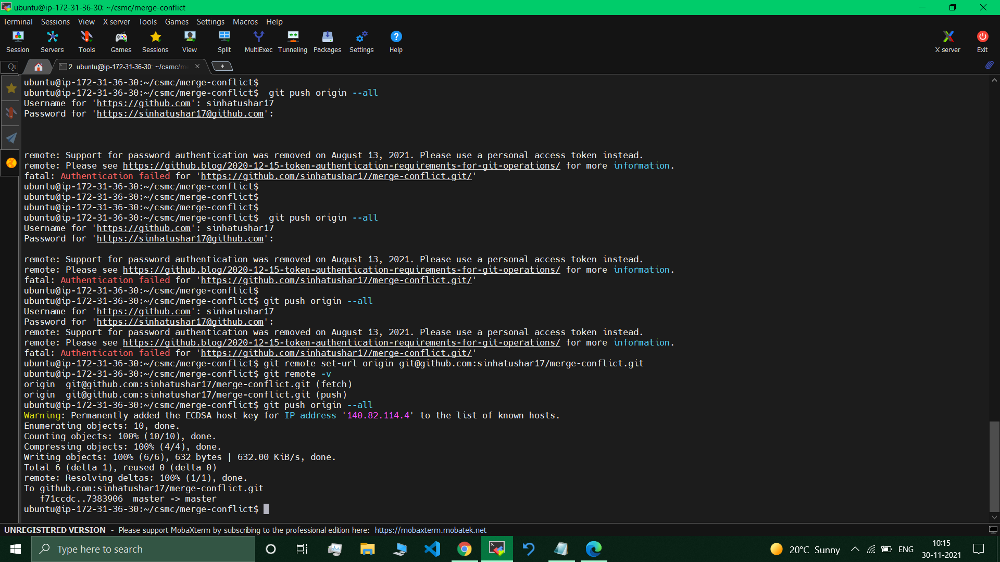 ubuntu@ip-172-31-36-30: ~/csmc/merge-conflict
Terminal Sessions View X server Tools Games Settings Macros Help
Session Servers Tools Games Sessions View Split MultiExec Tunneling Packages Settings Help X server Exit
2. ubuntu@ip-172-31-36-30: ~/csmc/m
ubuntu@ip-172-31-36-30:~/csmc/merge-conflict$
ubuntu@ip-172-31-36-30:~/csmc/merge-conflict$  git push origin --all
Username for 'https://github.com': sinhatushar17
Password for 'https://sinhatushar17@github.com':
remote: Support for password authentication was removed on August 13, 2021. Please use a personal access token instead.
remote: Please see https://github.blog/2020-12-15-token-authentication-requirements-for-git-operations/ for more information.
fatal: Authentication failed for 'https://github.com/sinhatushar17/merge-conflict.git/'
ubuntu@ip-172-31-36-30:~/csmc/merge-conflict$
ubuntu@ip-172-31-36-30:~/csmc/merge-conflict$
ubuntu@ip-172-31-36-30:~/csmc/merge-conflict$
ubuntu@ip-172-31-36-30:~/csmc/merge-conflict$  git push origin --all
Username for 'https://github.com': sinhatushar17
Password for 'https://sinhatushar17@github.com':
remote: Support for password authentication was removed on August 13, 2021. Please use a personal access token instead.
remote: Please see https://github.blog/2020-12-15-token-authentication-requirements-for-git-operations/ for more information.
fatal: Authentication failed for 'https://github.com/sinhatushar17/merge-conflict.git/'
ubuntu@ip-172-31-36-30:~/csmc/merge-conflict$
ubuntu@ip-172-31-36-30:~/csmc/merge-conflict$ git push origin --all
Username for 'https://github.com': sinhatushar17
Password for 'https://sinhatushar17@github.com':
remote: Support for password authentication was removed on August 13, 2021. Please use a personal access token instead.
remote: Please see https://github.blog/2020-12-15-token-authentication-requirements-for-git-operations/ for more information.
fatal: Authentication failed for 'https://github.com/sinhatushar17/merge-conflict.git/'
ubuntu@ip-172-31-36-30:~/csmc/merge-conflict$ git remote set-url origin git@github.com:sinhatushar17/merge-conflict.git
ubuntu@ip-172-31-36-30:~/csmc/merge-conflict$ git remote -v
origin  git@github.com:sinhatushar17/merge-conflict.git (fetch)
origin  git@github.com:sinhatushar17/merge-conflict.git (push)
ubuntu@ip-172-31-36-30:~/csmc/merge-conflict$ git push origin --all
Warning: Permanently added the ECDSA host key for IP address '140.82.114.4' to the list of known hosts.
Enumerating objects: 10, done.
Counting objects: 100% (10/10), done.
Compressing objects: 100% (4/4), done.
Writing objects: 100% (6/6), 632 bytes | 632.00 KiB/s, done.
Total 6 (delta 1), reused 0 (delta 0)
remote: Resolving deltas: 100% (1/1), done.
To github.com:sinhatushar17/merge-conflict.git
   f71ccdc..7383906  master -> master
ubuntu@ip-172-31-36-30:~/csmc/merge-conflict$
UNREGISTERED VERSION - Please support MobaXterm by subscribing to the professional edition here: https://mobaxterm.mobatek.net
Type here to search
20°C Sunny ENG 10:15
30-11-2021